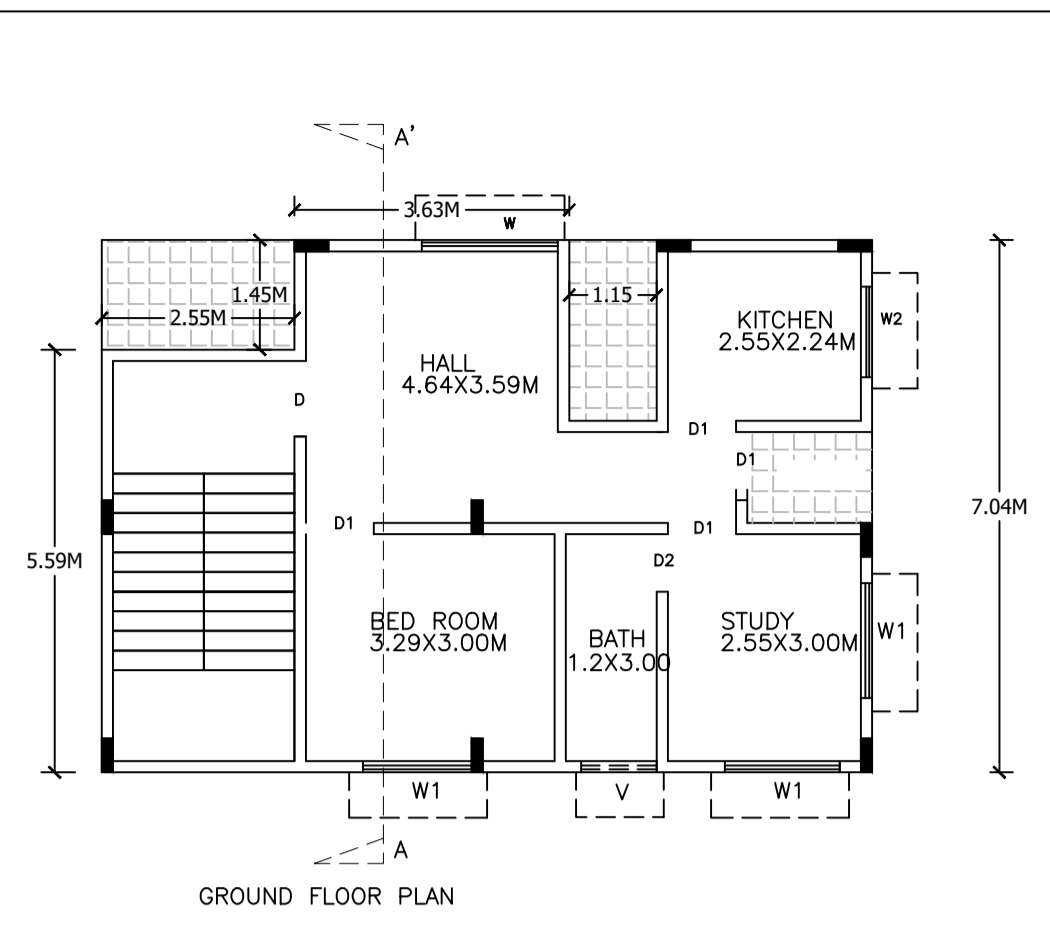 A'
3.63M
W
1.45M
2.55M
1.15
KITCHEN
2.55X2.24M
W2
HALL
4.64X3.59M
D
D1
D1
D1
D1
7.04M
5.59M
D2
BED ROOM
3.29X3.00M
BATH
1.2X3.00
STUDY
2.55X3.00M
W1
W1
V
W1
A
GROUND FLOOR PLAN